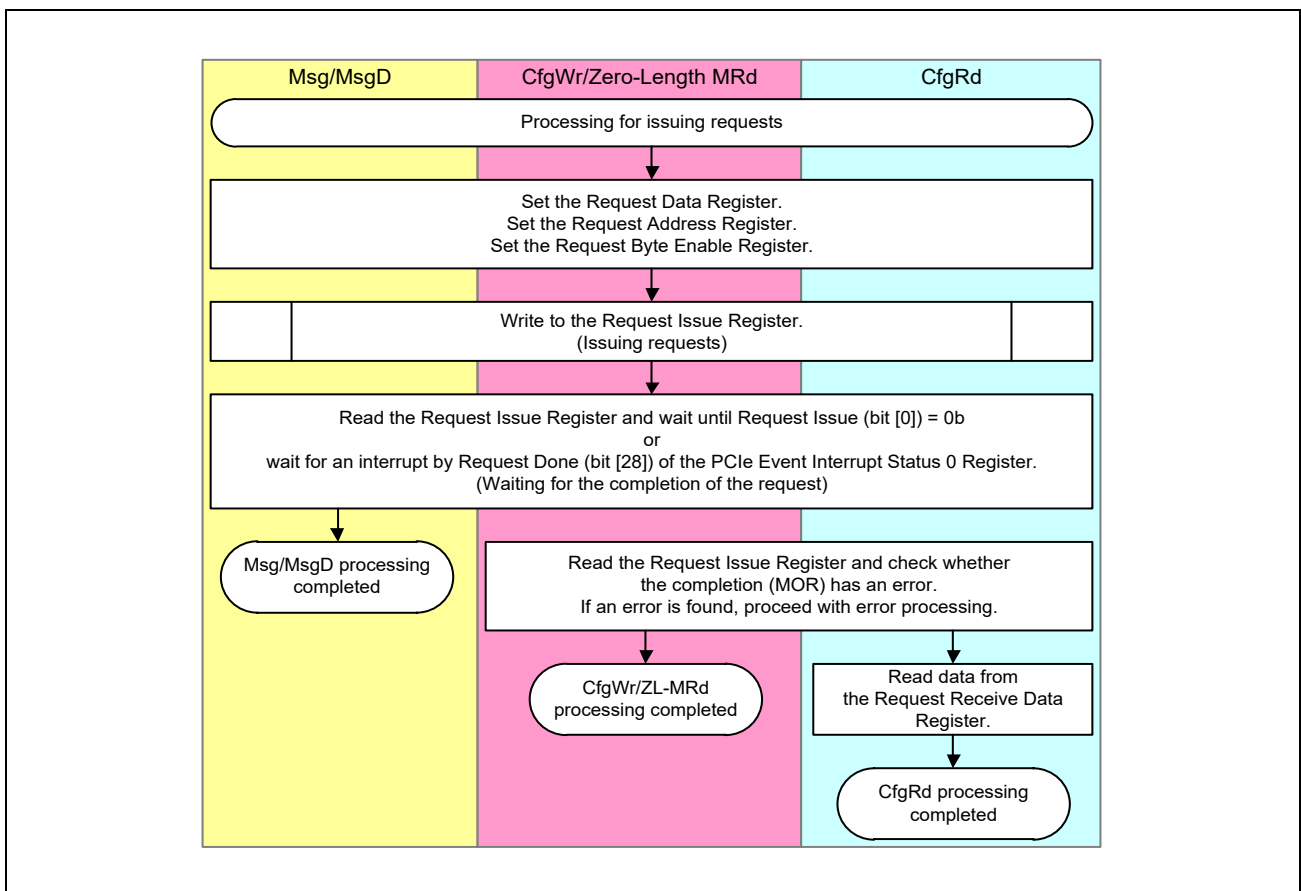 Msg/MsgD
CfgWr/Zero-Length MRd
CfgRd
Processing for issuing requests
Set the Request Data Register.
Set the Request Address Register.
Set the Request Byte Enable Register.
Write to the Request Issue Register.
(Issuing requests)
Read the Request Issue Register and wait until Request Issue (bit [0]) = 0b
or
wait for an interrupt by Request Done (bit [28]) of the PCIe Event Interrupt Status 0 Register.
(Waiting for the completion of the request)
Msg/MsgD processing
completed
Read the Request Issue Register and check whether
the completion (MOR) has an error.
If an error is found, proceed with error processing.
CfgWr/ZL-MRd
processing completed
Read data from
the Request Receive Data
Register.
CfgRd processing
completed